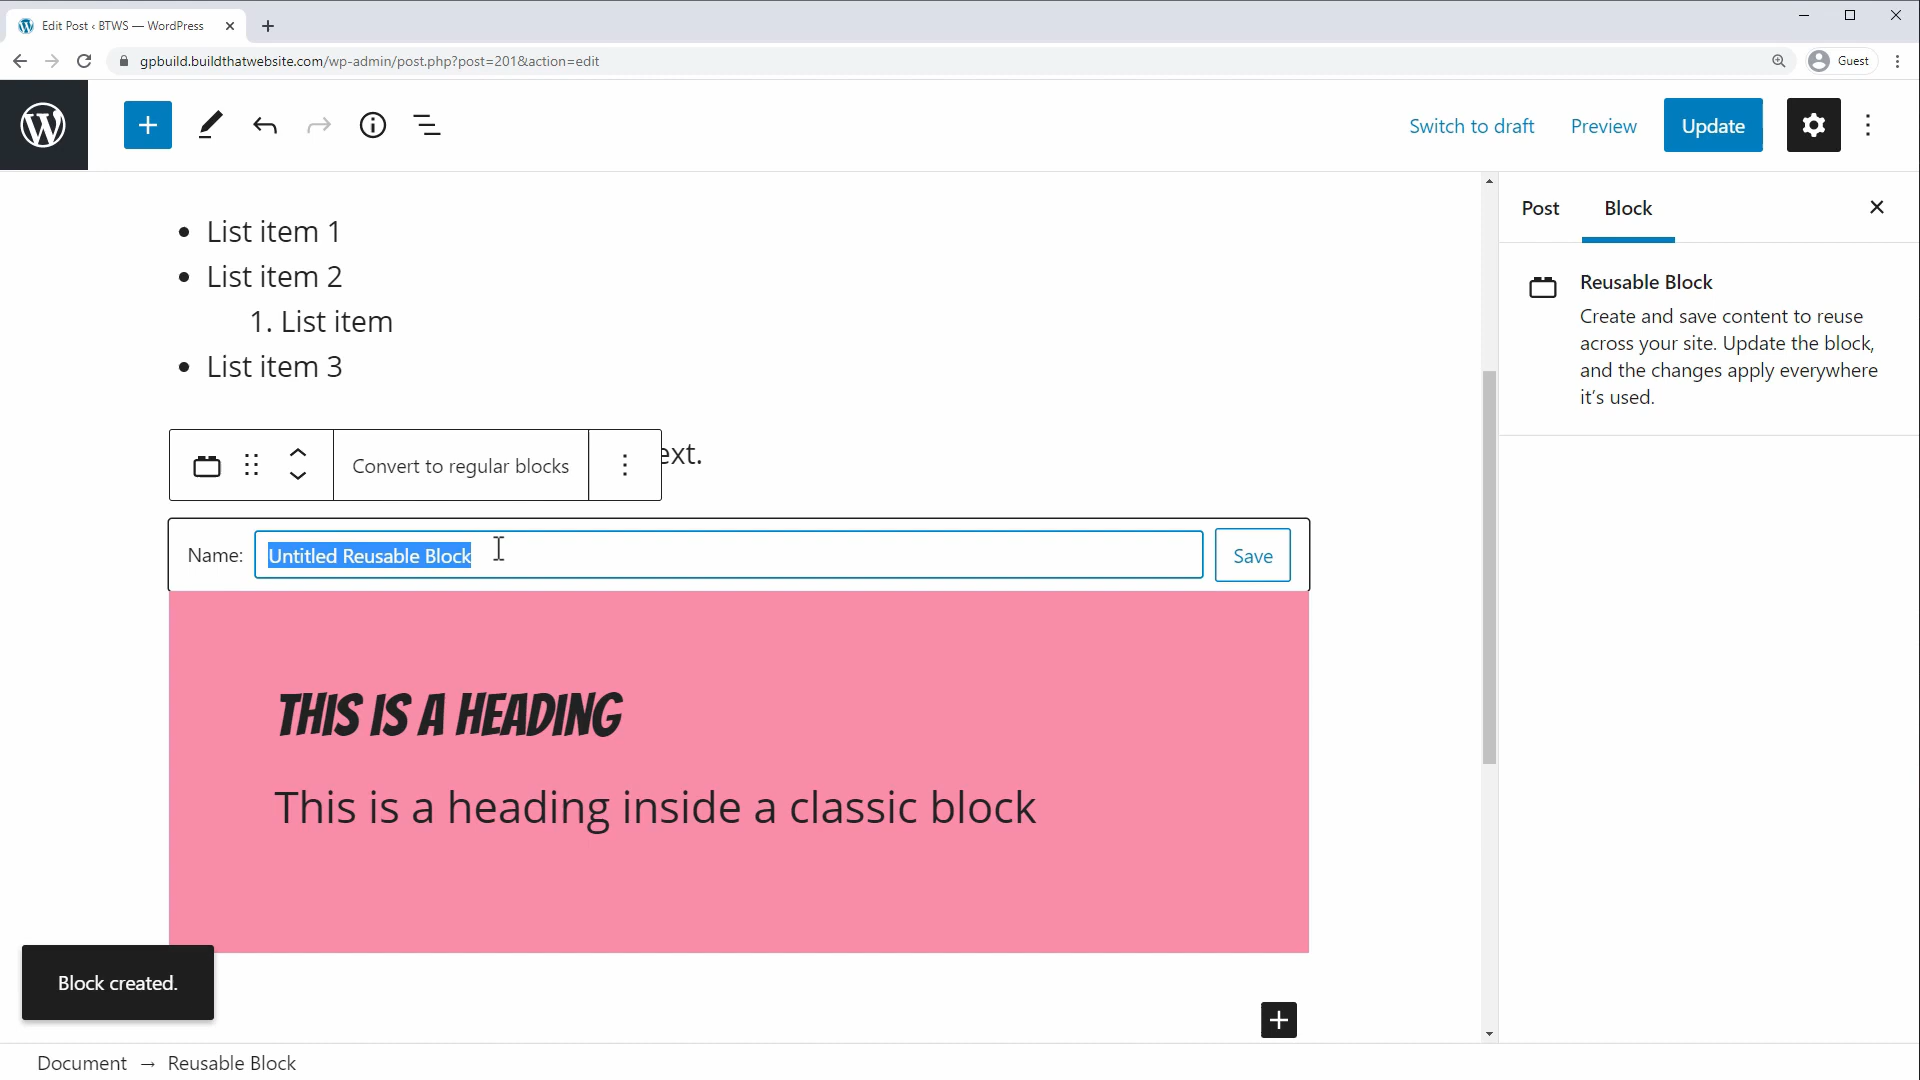 Edit Post ‹ BTWS — WordPress
gpbuild.buildthatwebsite.com/wp-admin/post.php?post=201&action=edit
Guest
Switch to draft
Preview
Update
• List item 1
• List item 2
1. List item
• List item 3
Convert to regular blocks
ext.
Name:
Untitled Reusable Block
Save
THIS IS A HEADING
This is a heading inside a classic block
Block created.
Post
Block
Reusable Block
Create and save content to reuse
across your site. Update the block,
and the changes apply everywhere
it's used.
Document → Reusable Block